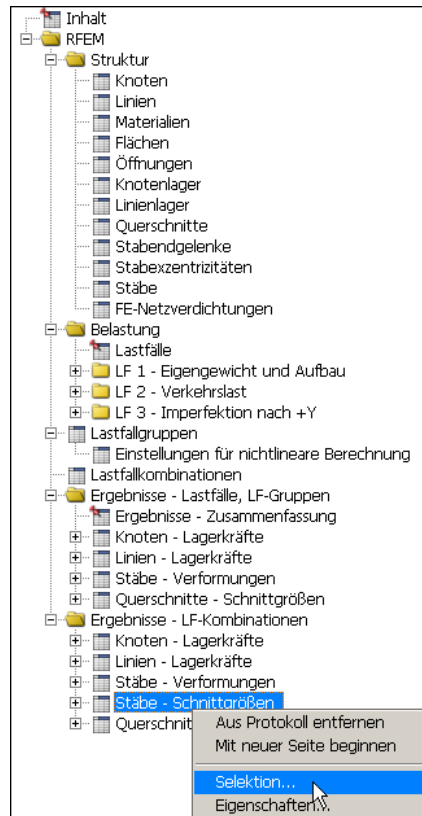 Inhalt
RFEM
Struktur
Knoten
Linien
Materialien
Flächen
Öffnungen
Knotenlager
Linienlager
Querschnitte
Stabendgelenke
Stabexzentrizitäten
Stäbe
FE-Netzverdichtungen
Belastung
Lastfälle
LF 1 - Eigengewicht und Aufbau
LF 2 - Verkehrslast
LF 3 - Imperfektion nach +Y
Lastfallgruppen
Einstellungen für nichtlineare Berechnung
Lastfallkombinationen
Ergebnisse - Lastfälle, LF-Gruppen
Ergebnisse - Zusammenfassung
Knoten - Lagerkräfte
Linien - Lagerkräfte
Stäbe - Verformungen
Querschnitte - Schnittgrößen
Ergebnisse - LF-Kombinationen
Knoten - Lagerkräfte
Linien - Lagerkräfte
Stäbe - Verformungen
Stäbe - Schnittgrößen
Querschnit
Aus Protokoll entfernen
Mit neuer Seite beginnen
Selektion...
Eigenschaften...